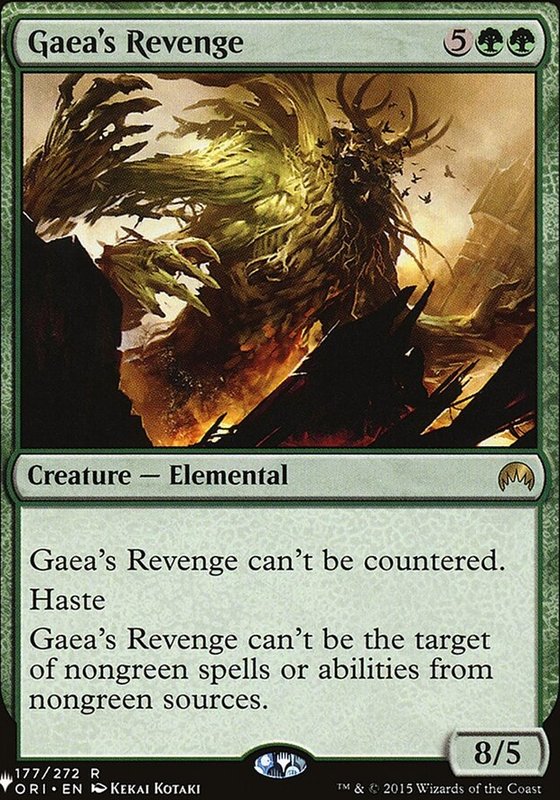 Gaea's Revenge 5
Creature — Elemental
Gaea's Revenge can't be countered.
Haste
Gaea's Revenge can't be the target
of nongreen spells or abilities from
nongreen sources.
8/5
177/272 R
ORI • EN Kekai Kotaki
™ & © 2015 Wizards of the Coast